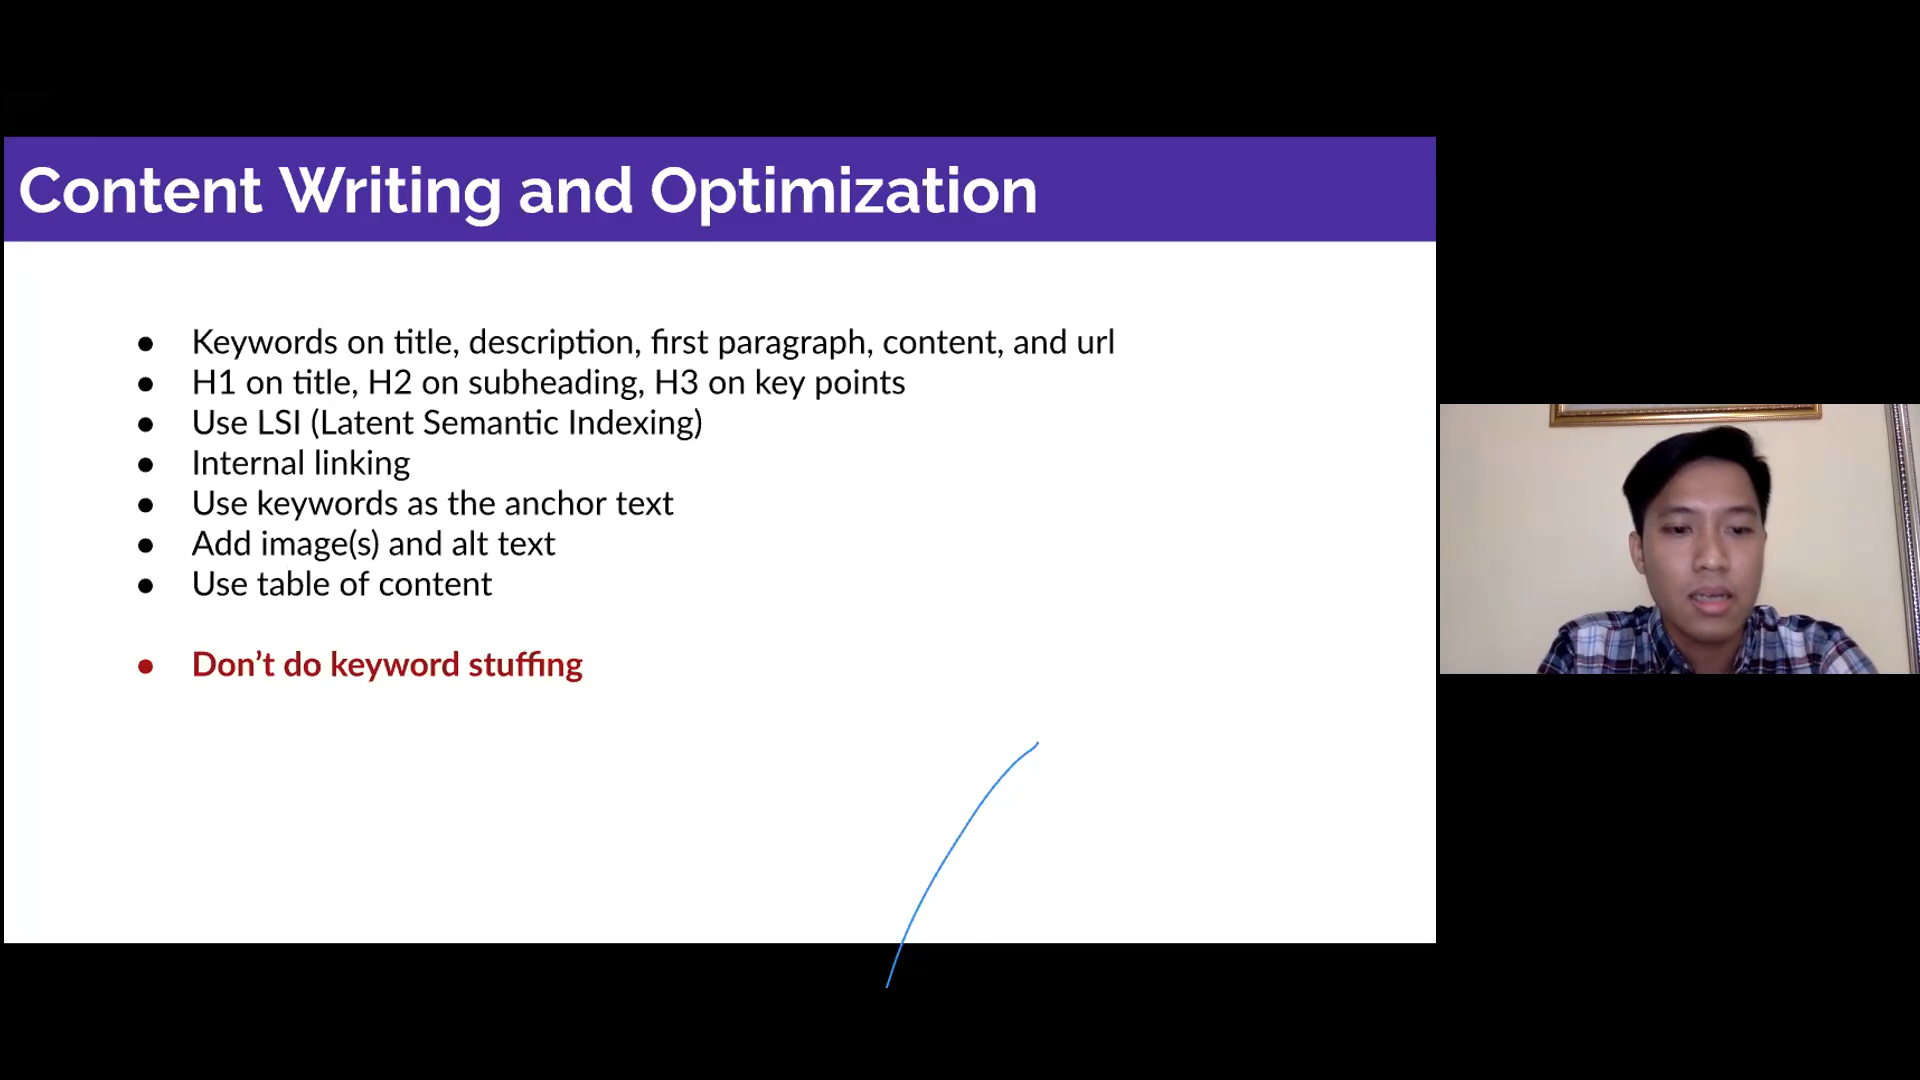 Content Writing and Optimization
● Keywords on title, description, first paragraph, content, and url
● H1 on title, H2 on subheading, H3 on key points
● Use LSI (Latent Semantic Indexing)
● Internal linking
● Use keywords as the anchor text
● Add image(s) and alt text
● Use table of content
● Don’t do keyword stuffing